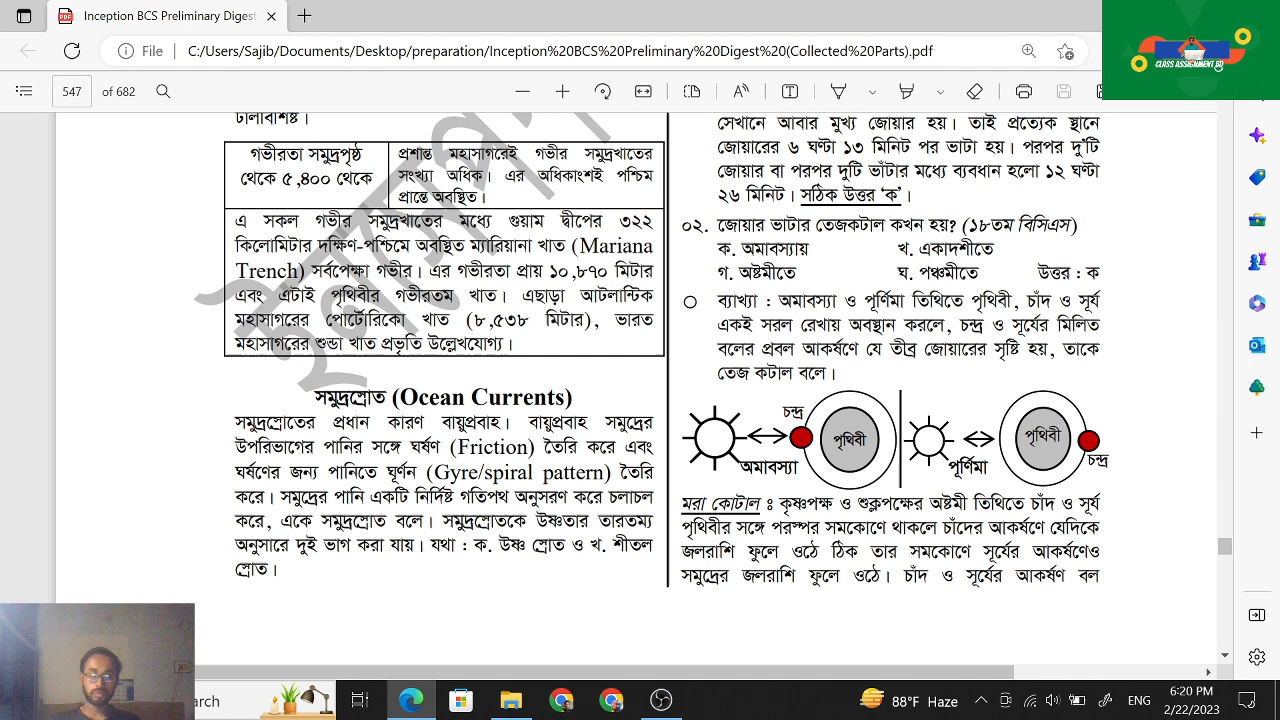 Inception BCS Preliminary Digest
File
C:/Users/Sajib/Documents/Desktop/preparation/Inception%20BCS%20Preliminary%20Digest%20(Collected%20Parts).pdf
547 of 682
CLASS ASSIGNMENT BD
ঢালবিশিষ্ট।
গভীরতা সমুদ্রপৃষ্ঠ
থেকে ৫,৪০০ থেকে
প্রশান্ত মহাসাগরেই গভীর সমুদ্রখাতের
সংখ্যা অধিক। এর অধিকাংশই পশ্চিম
প্রান্তে অবস্থিত।
এ সকল গভীর সমুদ্রখাতের মধ্যে গুয়াম দ্বীপের ৩২২
কিলোমিটার দক্ষিণ-পশ্চিমে অবস্থিত ম্যারিয়ানা খাত (Mariana
Trench) সর্বপেক্ষা গভীর। এর গভীরতা প্রায় ১০,৮৭০ মিটার
এবং এটাই পৃথিবীর গভীরতম খাত। এছাড়া আটলান্টিক
মহাসাগরের পোর্টোরিকো খাত (৮,৫৩৮ মিটার), ভারত
মহাসাগরের শুন্ডা খাত প্রভৃতি উল্লেখযোগ্য।
সমুদ্রস্রোত (Ocean Currents)
সমুদ্রস্রোতের প্রধান কারণ বায়ুপ্রবাহ। বায়ুপ্রবাহ সমুদ্রের
উপরিভাগের পানির সঙ্গে ঘর্ষণ (Friction) তৈরি করে এবং
ঘর্ষণের জন্য পানিতে ঘূর্ণন (Gyre/spiral pattern) তৈরি
করে। সমুদ্রের পানি একটি নির্দিষ্ট গতিপথ অনুসরণ করে চলাচল
করে, একে সমুদ্রস্রোত বলে। সমুদ্রস্রোতকে উষ্ণতার তারতম্য
অনুসারে দুই ভাগ করা যায়। যথা : ক. উষ্ণ স্রোত ও খ. শীতল
স্রোত।
সেখানে আবার মুখ্য জোয়ার হয়। তাই প্রত্যেক স্থানে
জোয়ারের ৬ ঘণ্টা ১৩ মিনিট পর ভাটা হয়। পরপর দু'টি
জোয়ার বা পরপর দুটি ভাঁটার মধ্যে ব্যবধান হলো ১২ ঘণ্টা
২৬ মিনিট। সঠিক উত্তর ‘ক’।
০২. জোয়ার ভাটার তেজকটাল কখন হয়? (১৮তম বিসিএস)
ক. অমাবস্যায় খ. একাদশীতে
গ. অষ্টমীতে ঘ. পঞ্চমীতে উত্তর : ক
ব্যাখ্যা : অমাবস্যা ও পূর্ণিমা তিথিতে পৃথিবী, চাঁদ ও সূর্য
একই সরল রেখায় অবস্থান করলে, চন্দ্র ও সূর্যের মিলিত
বলের প্রবল আকর্ষণে যে তীব্র জোয়ারের সৃষ্টি হয়, তাকে
তেজ কটাল বলে।
চন্দ্র
পৃথিবী
অমাবস্যা
পৃথিবী
পূর্ণিমা
চন্দ্র
মরা কোটাল ঃ কৃষ্ণপক্ষ ও শুক্লপক্ষের অষ্টমী তিথিতে চাঁদ ও সূর্য
পৃথিবীর সঙ্গে পরস্পর সমকোণে থাকলে চাঁদের আকর্ষণে যেদিকে
জলরাশি ফুলে ওঠে ঠিক তার সমকোণে সূর্যের আকর্ষণেও
সমুদ্রের জলরাশি ফুলে ওঠে। চাঁদ ও সূর্যের আকর্ষণ বল
arch
88°F Haze
ENG
6:20 PM
2/22/2023